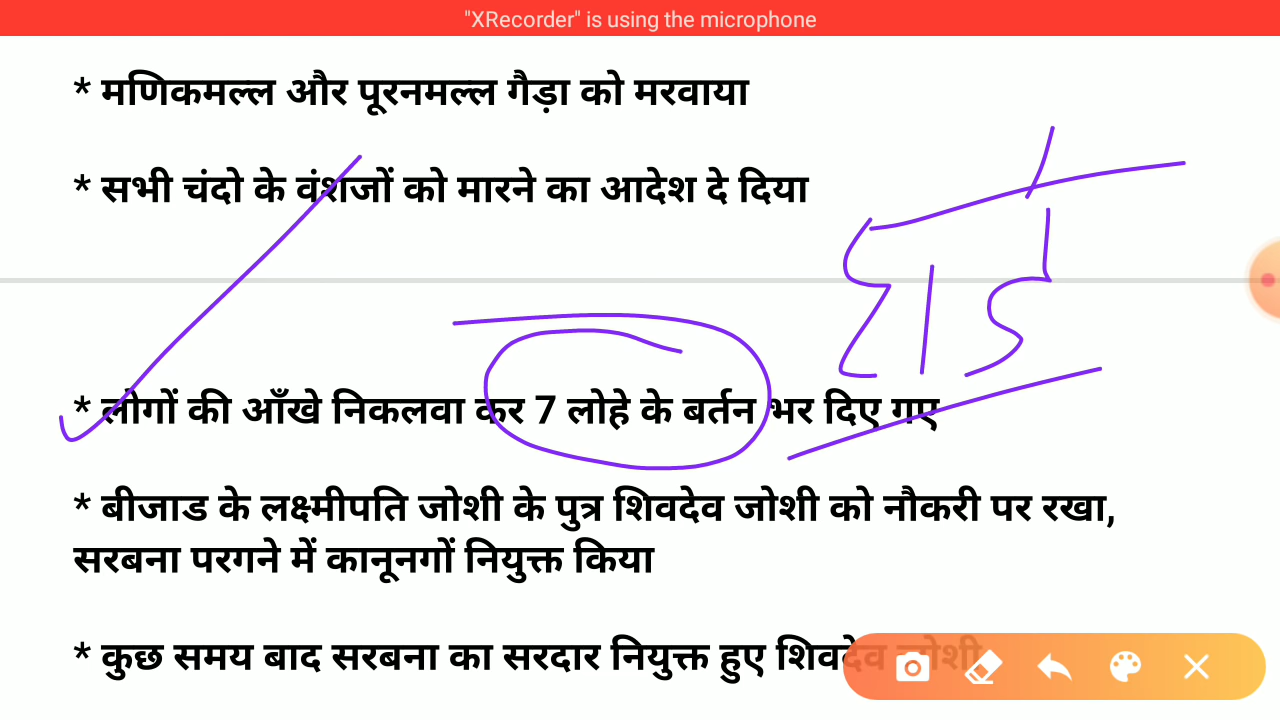 "XRecorder" is using the microphone
* मणिकमल्ल और पूरनमल्ल गैड़ा को मरवाया
* सभी चंदो के वंशजों को मारने का आदेश दे दिया
* लोगों की आँखे निकलवा कर 7 लोहे के बर्तन भर दिए गए
* बीजाड के लक्ष्मीपति जोशी के पुत्र शिवदेव जोशी को नौकरी पर रखा,
सरबना परगने में कानूनगों नियुक्त किया
* कुछ समय बाद सरबना का सरदार नियुक्त हुए शिवदेव जोशी